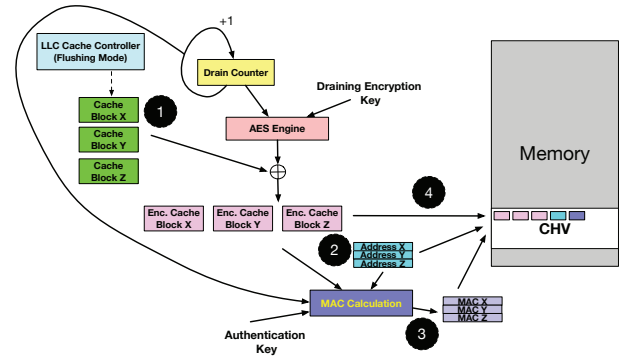 +1
LLC Cache Controller
(Flushing Mode)
Drain Counter
Draining Encryption
Key
Cache
Block X
1
Cache
Block Y
Cache
Block Z
AES Engine
Memory
4
Enc. Cache
Block X
Enc. Cache
Block Y
Enc. Cache
Block Z
CHV
2
Address X
Address Y
Address Z
MAC Calculation
MAC X
MAC Y
MAC Z
3
Authentication
Key